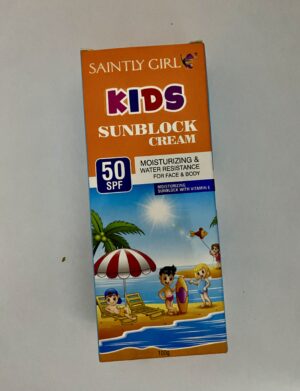 SAINTLY GIRL
KIDS
SUNBLOCK
CREAM
50
SPF
MOISTURIZING &
WATER RESISTANCE
FOR FACE & BODY
MOISTURIZING
SUNBLOCK WITH VITAMIN E
100g